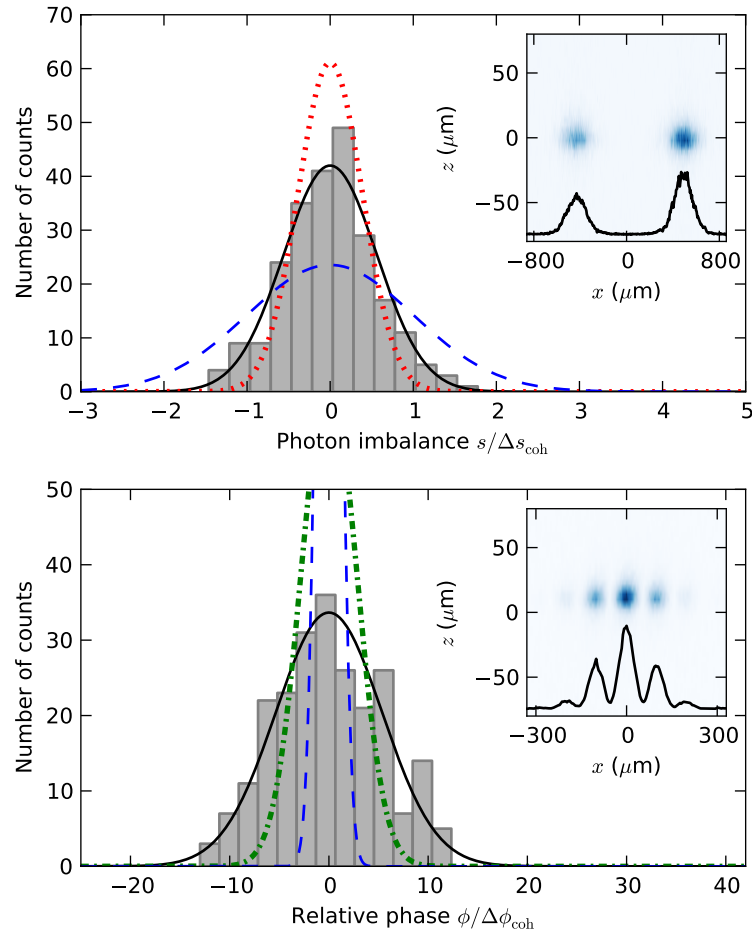 70
60
50
40
30
20
10
0
Number of counts
−3 −2 −1 0 1 2 3 4 5
Photon imbalance s/Δs_coh
50
0
−50
z (μm)
−800 0 800
x (μm)
50
40
30
20
10
0
Number of counts
−20 −10 0 10 20 30 40
Relative phase ϕ/Δϕ_coh
50
0
−50
z (μm)
−300 0 300
x (μm)